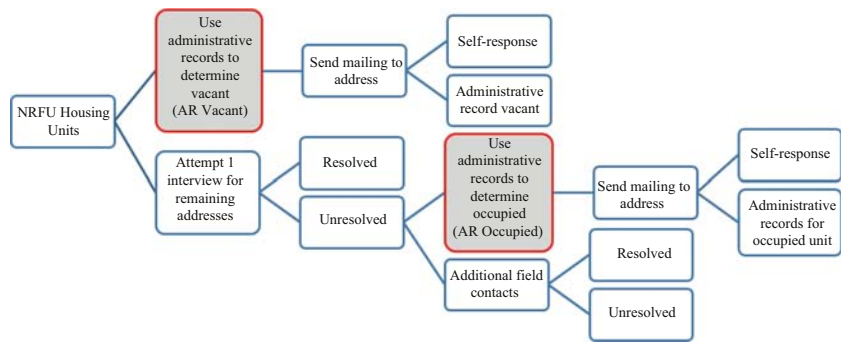 NRFU Housing
Units
Use
administrative
records to
determine
vacant
(AR Vacant)
Send mailing to
address
Self-response
Administrative
record vacant
Attempt 1
interview for
remaining
addresses
Resolved
Unresolved
Use
administrative
records to
determine
occupied
(AR Occupied)
Send mailing to
address
Self-response
Administrative
records for
occupied unit
Additional field
contacts
Resolved
Unresolved